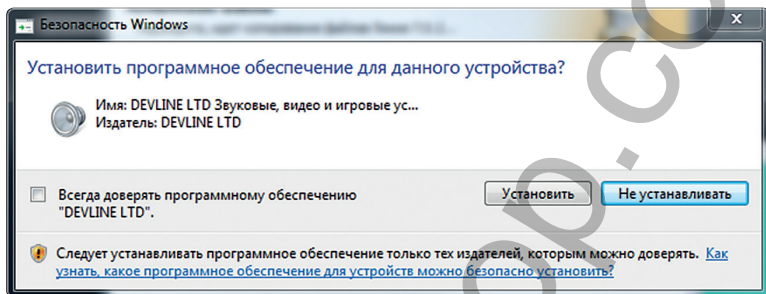 Безопасность Windows
x
Установить программное обеспечение для данного устройства?
Имя: DEVLINE LTD Звуковые, видео и игровые ус...
Издатель: DEVLINE LTD
Всегда доверять программному обеспечению
"DEVLINE LTD".
Установить
Не устанавливать
Следует устанавливать программное обеспечение только тех издателей, которым можно доверять. Как
узнать, какое программное обеспечение для устройств можно безопасно установить?